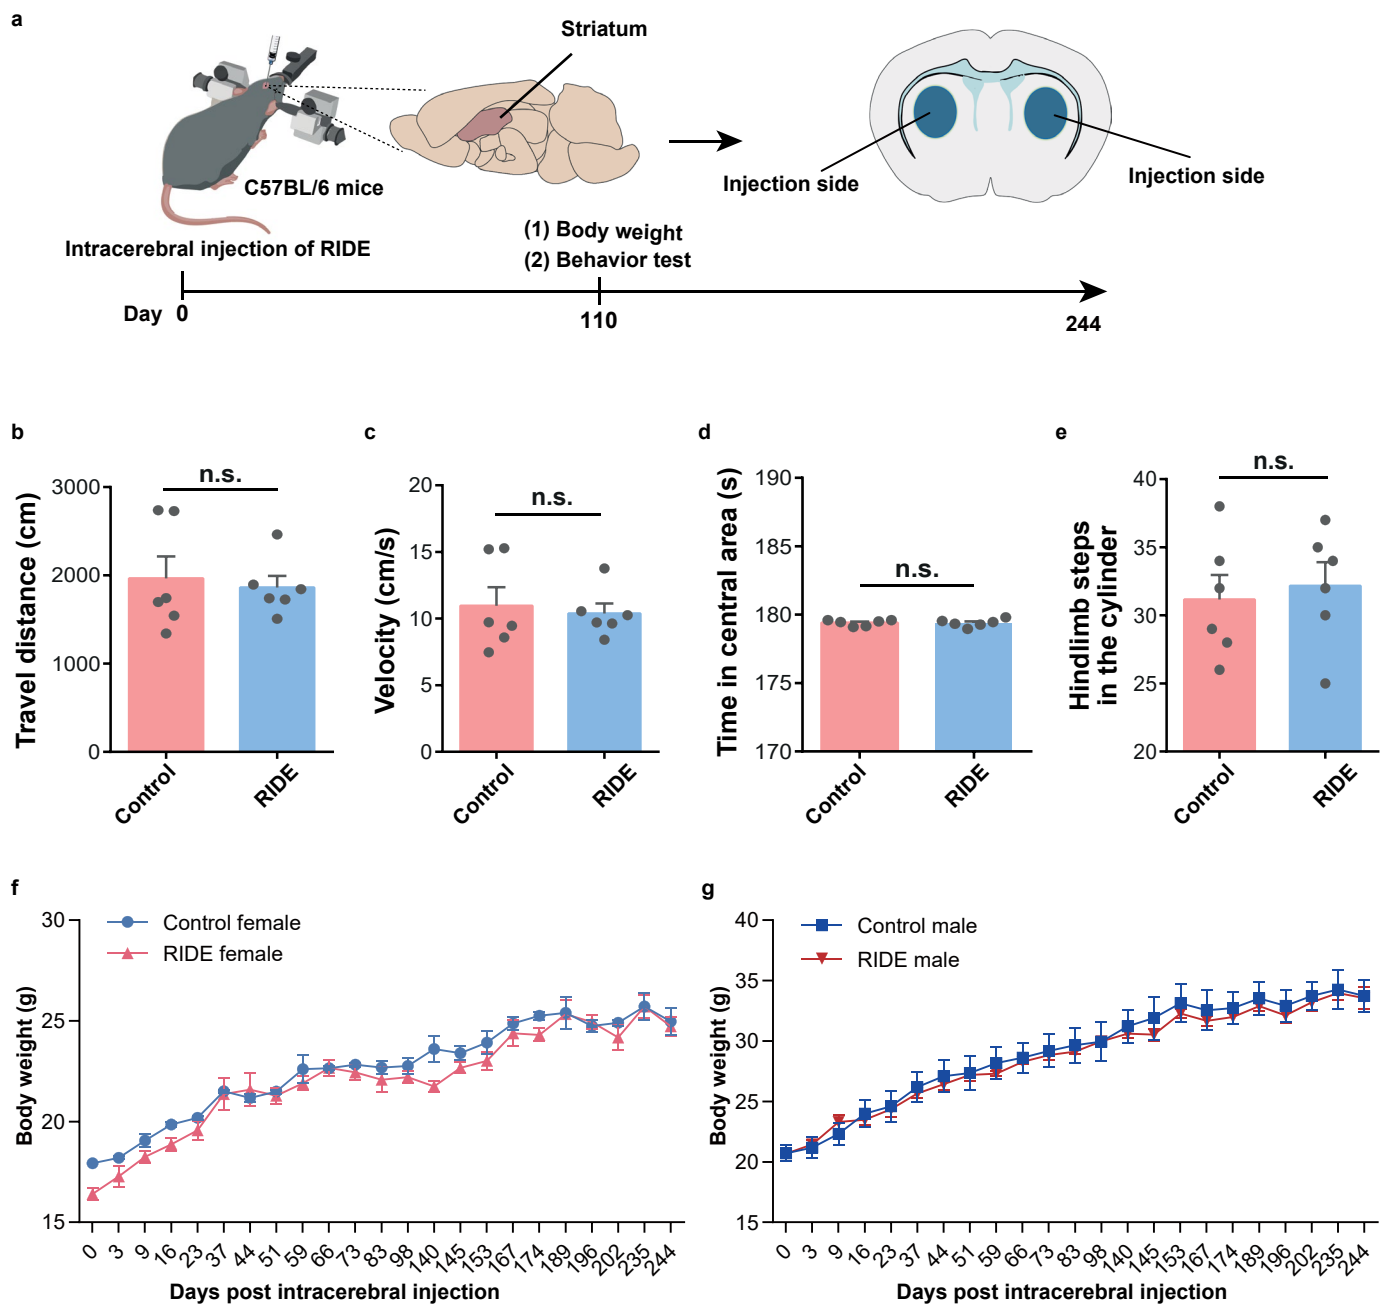 a
Striatum
C57BL/6 mice
Injection side
Injection side
Intracerebral injection of RIDE
(1) Body weight
(2) Behavior test
Day 0
110
244
b
3000
2000
1000
0
Travel distance (cm)
n.s.
Control
RIDE
c
20
15
10
5
0
Velocity (cm/s)
n.s.
Control
RIDE
d
190
185
180
175
170
Time in central area (s)
n.s.
Control
RIDE
e
40
35
30
25
20
Hindlimb steps
in the cylinder
n.s.
Control
RIDE
f
30
25
20
15
Body weight (g)
Control female
RIDE female
0 3 9 16 23 37 44 51 59 66 73 83 98 140 145 153 167 174 189 196 202 235 244
Days post intracerebral injection
g
40
35
30
25
20
15
Body weight (g)
Control male
RIDE male
0 3 9 16 23 37 44 51 59 66 73 83 98 140 145 153 167 174 189 196 202 235 244
Days post intracerebral injection